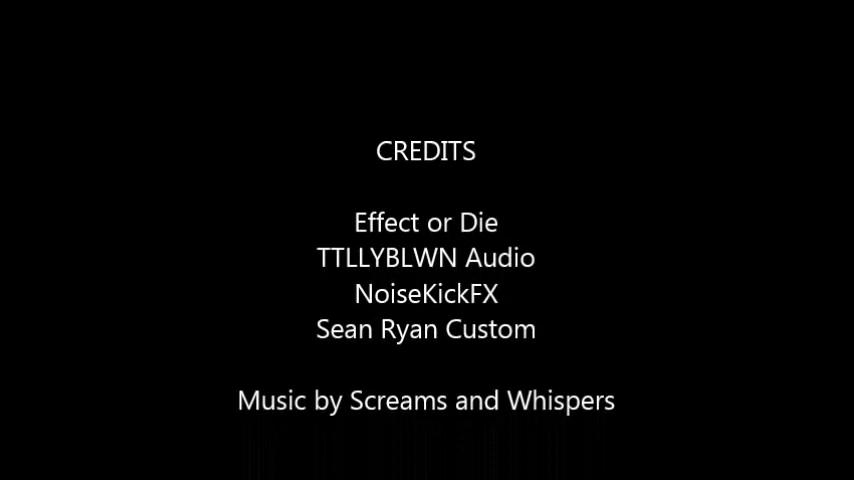 CREDITS
Effect or Die
TTLLYBLWN Audio
NoiseKickFX
Sean Ryan Custom
Music by Screams and Whispers